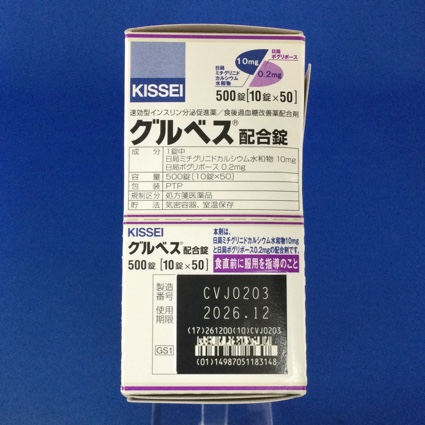 KISSEI
日局
ミチグリニド
カルシウム
水和物
10mg
日局
ボグリボース
0.2mg
500錠[10錠×50]
速効型インスリン分泌促進薬/食後過血糖改善薬配合剤
グルベス®配合錠
成分 1錠中
日局ミチグリニドカルシウム水和物 10mg
日局ボグリボース 0.2mg
容量 500錠[10錠×50]
包装 PTP
規制区分 処方箋医薬品
貯法 気密容器、室温保存
KISSEI
グルベス®配合錠
500錠[10錠×50]
本剤は、
日局ミチグリニドカルシウム水和物10mg
と日局ボグリボース0.2mgの配合剤です。
食直前に服用を指導のこと
製造
番号
CVJ0203
使用
期限
2026.12
(17)261200(10)CVJ0203
GS1
(01)14987051183148